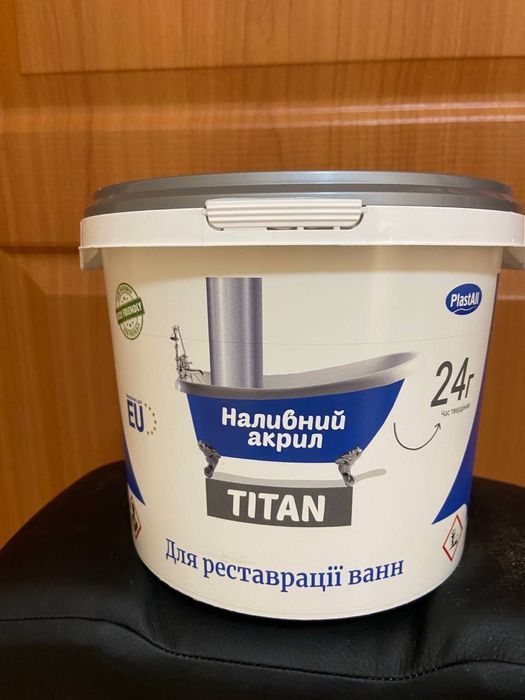 ECO FRIENDLY
PlastAll
EU
24г
Час твердіння
Наливний
акрил
TITAN
Для реставрації ванн